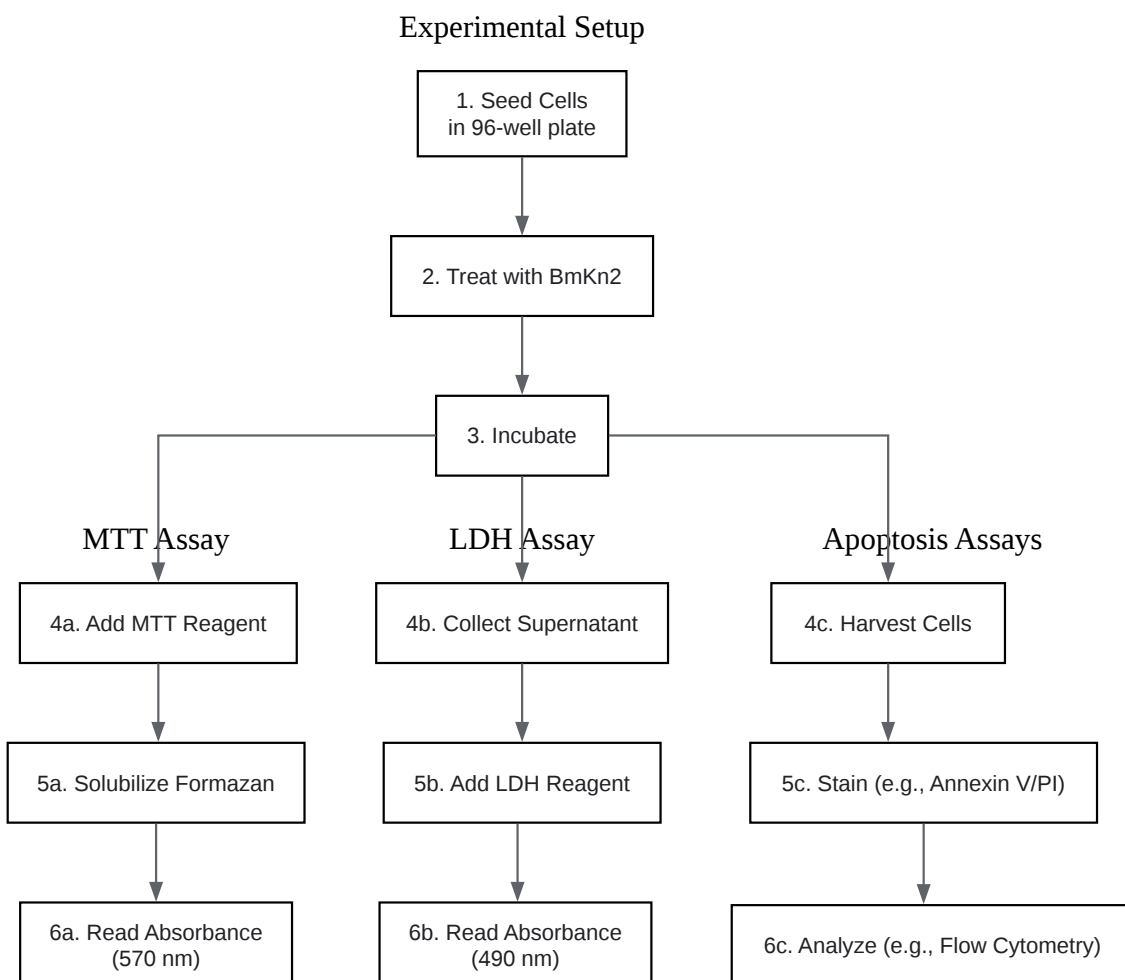 Experimental Setup
1. Seed Cells
in 96-well plate
2. Treat with BmKn2
3. Incubate
MTT Assay
LDH Assay
Apoptosis Assays
4a. Add MTT Reagent
4b. Collect Supernatant
4c. Harvest Cells
5a. Solubilize Formazan
5b. Add LDH Reagent
5c. Stain (e.g., Annexin V/PI)
6a. Read Absorbance
(570 nm)
6b. Read Absorbance
(490 nm)
6c. Analyze (e.g., Flow Cytometry)